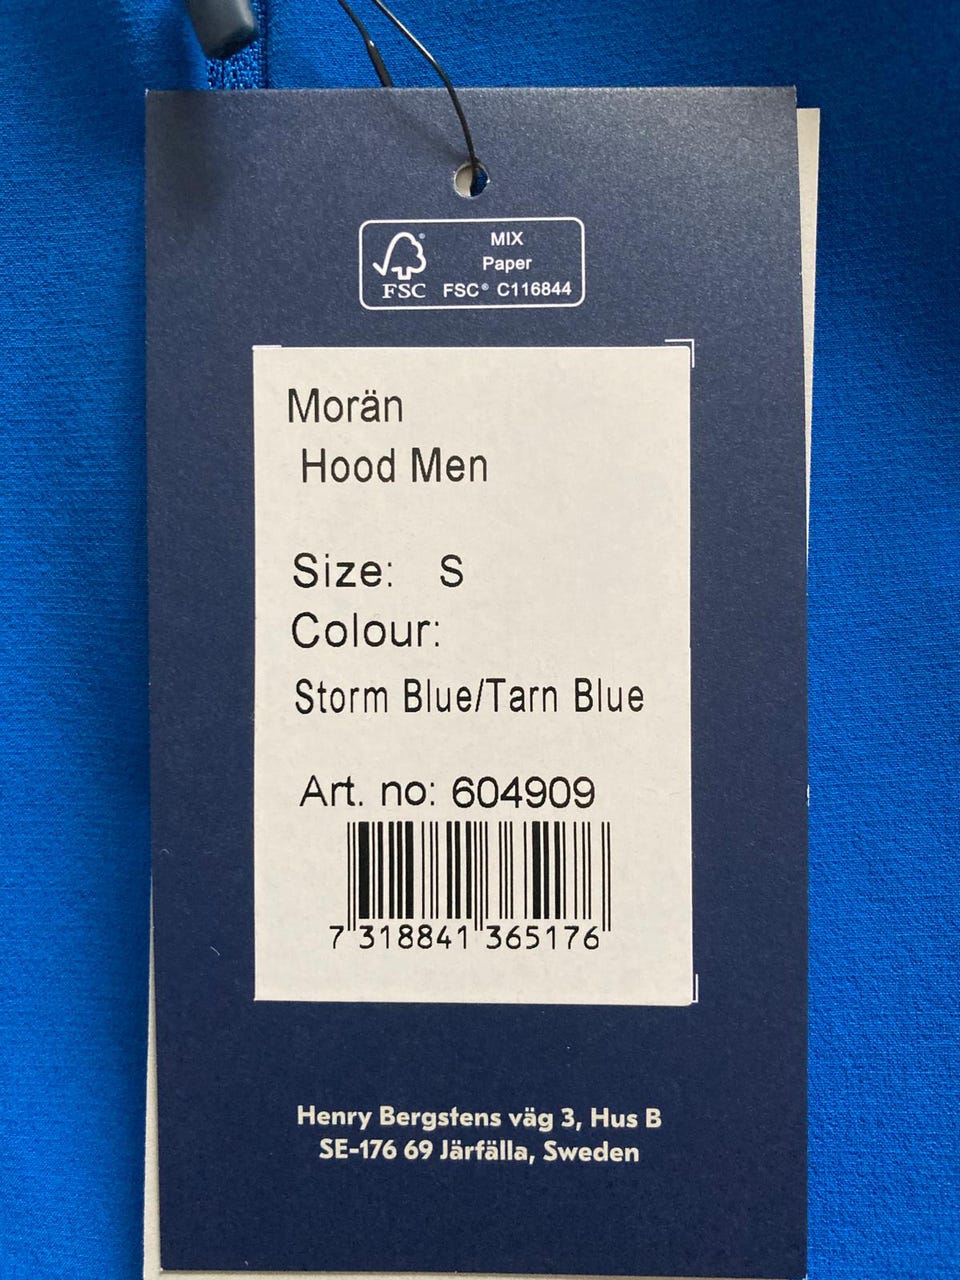 FSC®
MIX
Paper
FSC® C116844
Morän
Hood Men
Size: S
Colour:
Storm Blue/Tarn Blue
Art. no: 604909
7 318841 365176
Henry Bergstens väg 3, Hus B
SE-176 69 Järfälla, Sweden